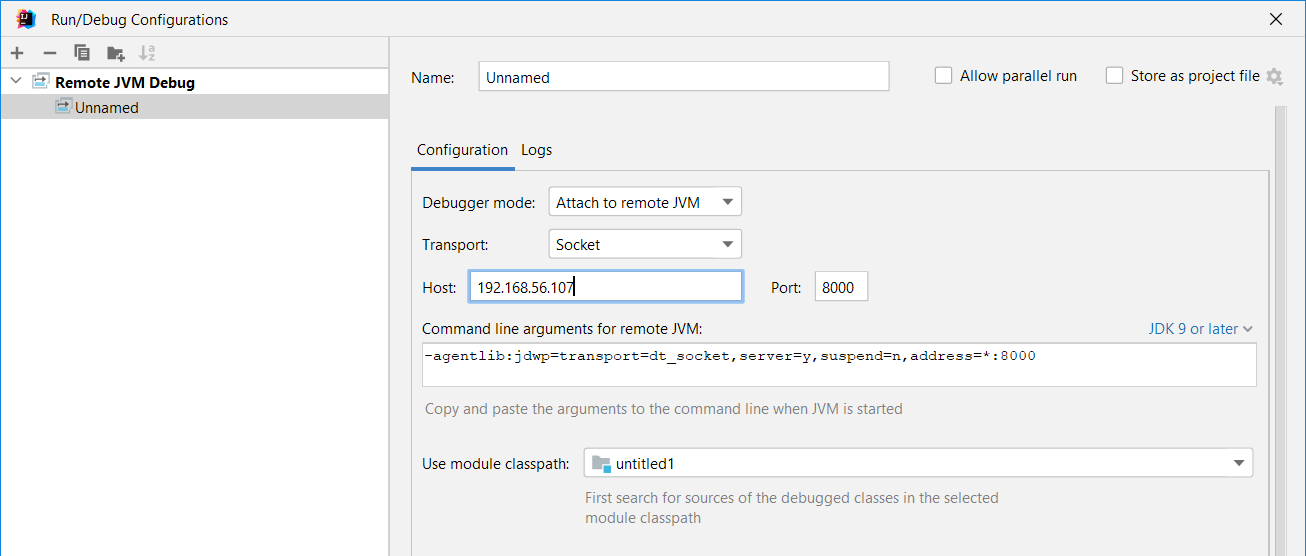 Run/Debug Configurations
Remote JVM Debug
Unnamed
Name: Unnamed Allow parallel run Store as project file
Configuration Logs
Debugger mode: Attach to remote JVM
Transport: Socket
Host: 192.168.56.107 Port: 8000
Command line arguments for remote JVM: JDK 9 or later
-agentlib:jdwp=transport=dt_socket,server=y,suspend=n,address=*:8000
Copy and paste the arguments to the command line when JVM is started
Use module classpath: untitled1
First search for sources of the debugged classes in the selected
module classpath